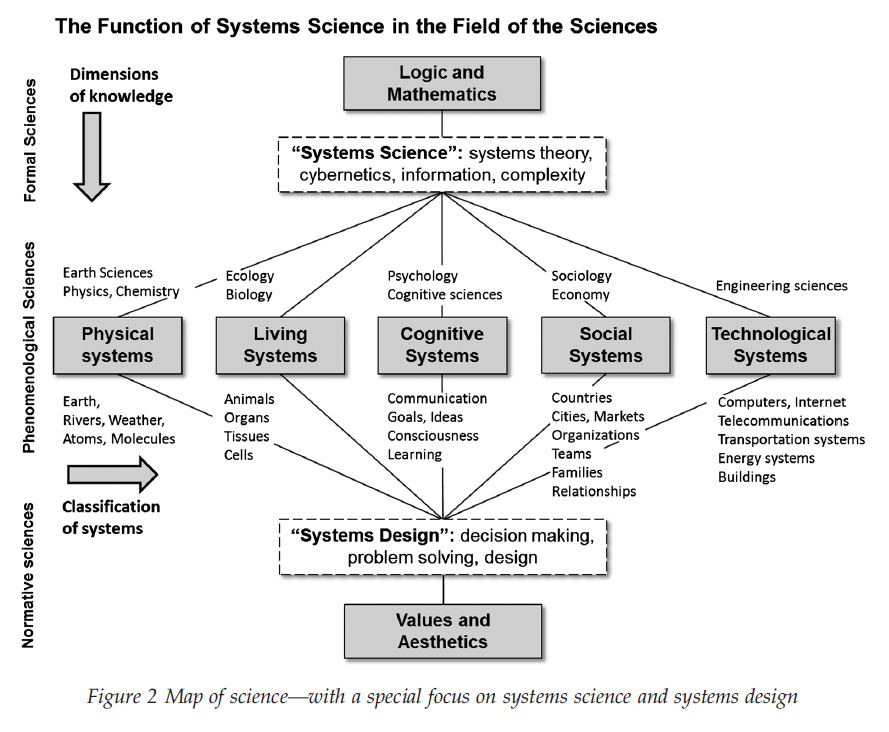 The Function of Systems Science in the Field of the Sciences
Dimensions
of knowledge
Logic and
Mathematics
Formal Sciences
“Systems Science”: systems theory,
cybernetics, information, complexity
Phenomenological Sciences
Earth Sciences
Physics, Chemistry
Ecology
Biology
Psychology
Cognitive sciences
Sociology
Economy
Engineering sciences
Physical
systems
Living
Systems
Cognitive
Systems
Social
Systems
Technological
Systems
Earth,
Rivers, Weather,
Atoms, Molecules
Animals
Organs
Tissues
Cells
Communication
Goals, Ideas
Consciousness
Learning
Countries
Cities, Markets
Organizations
Teams
Families
Relationships
Computers, Internet
Telecommunications
Transportation systems
Energy systems
Buildings
Classification
of systems
Normative sciences
“Systems Design”: decision making,
problem solving, design
Values and
Aesthetics
Figure 2 Map of science—with a special focus on systems science and systems design